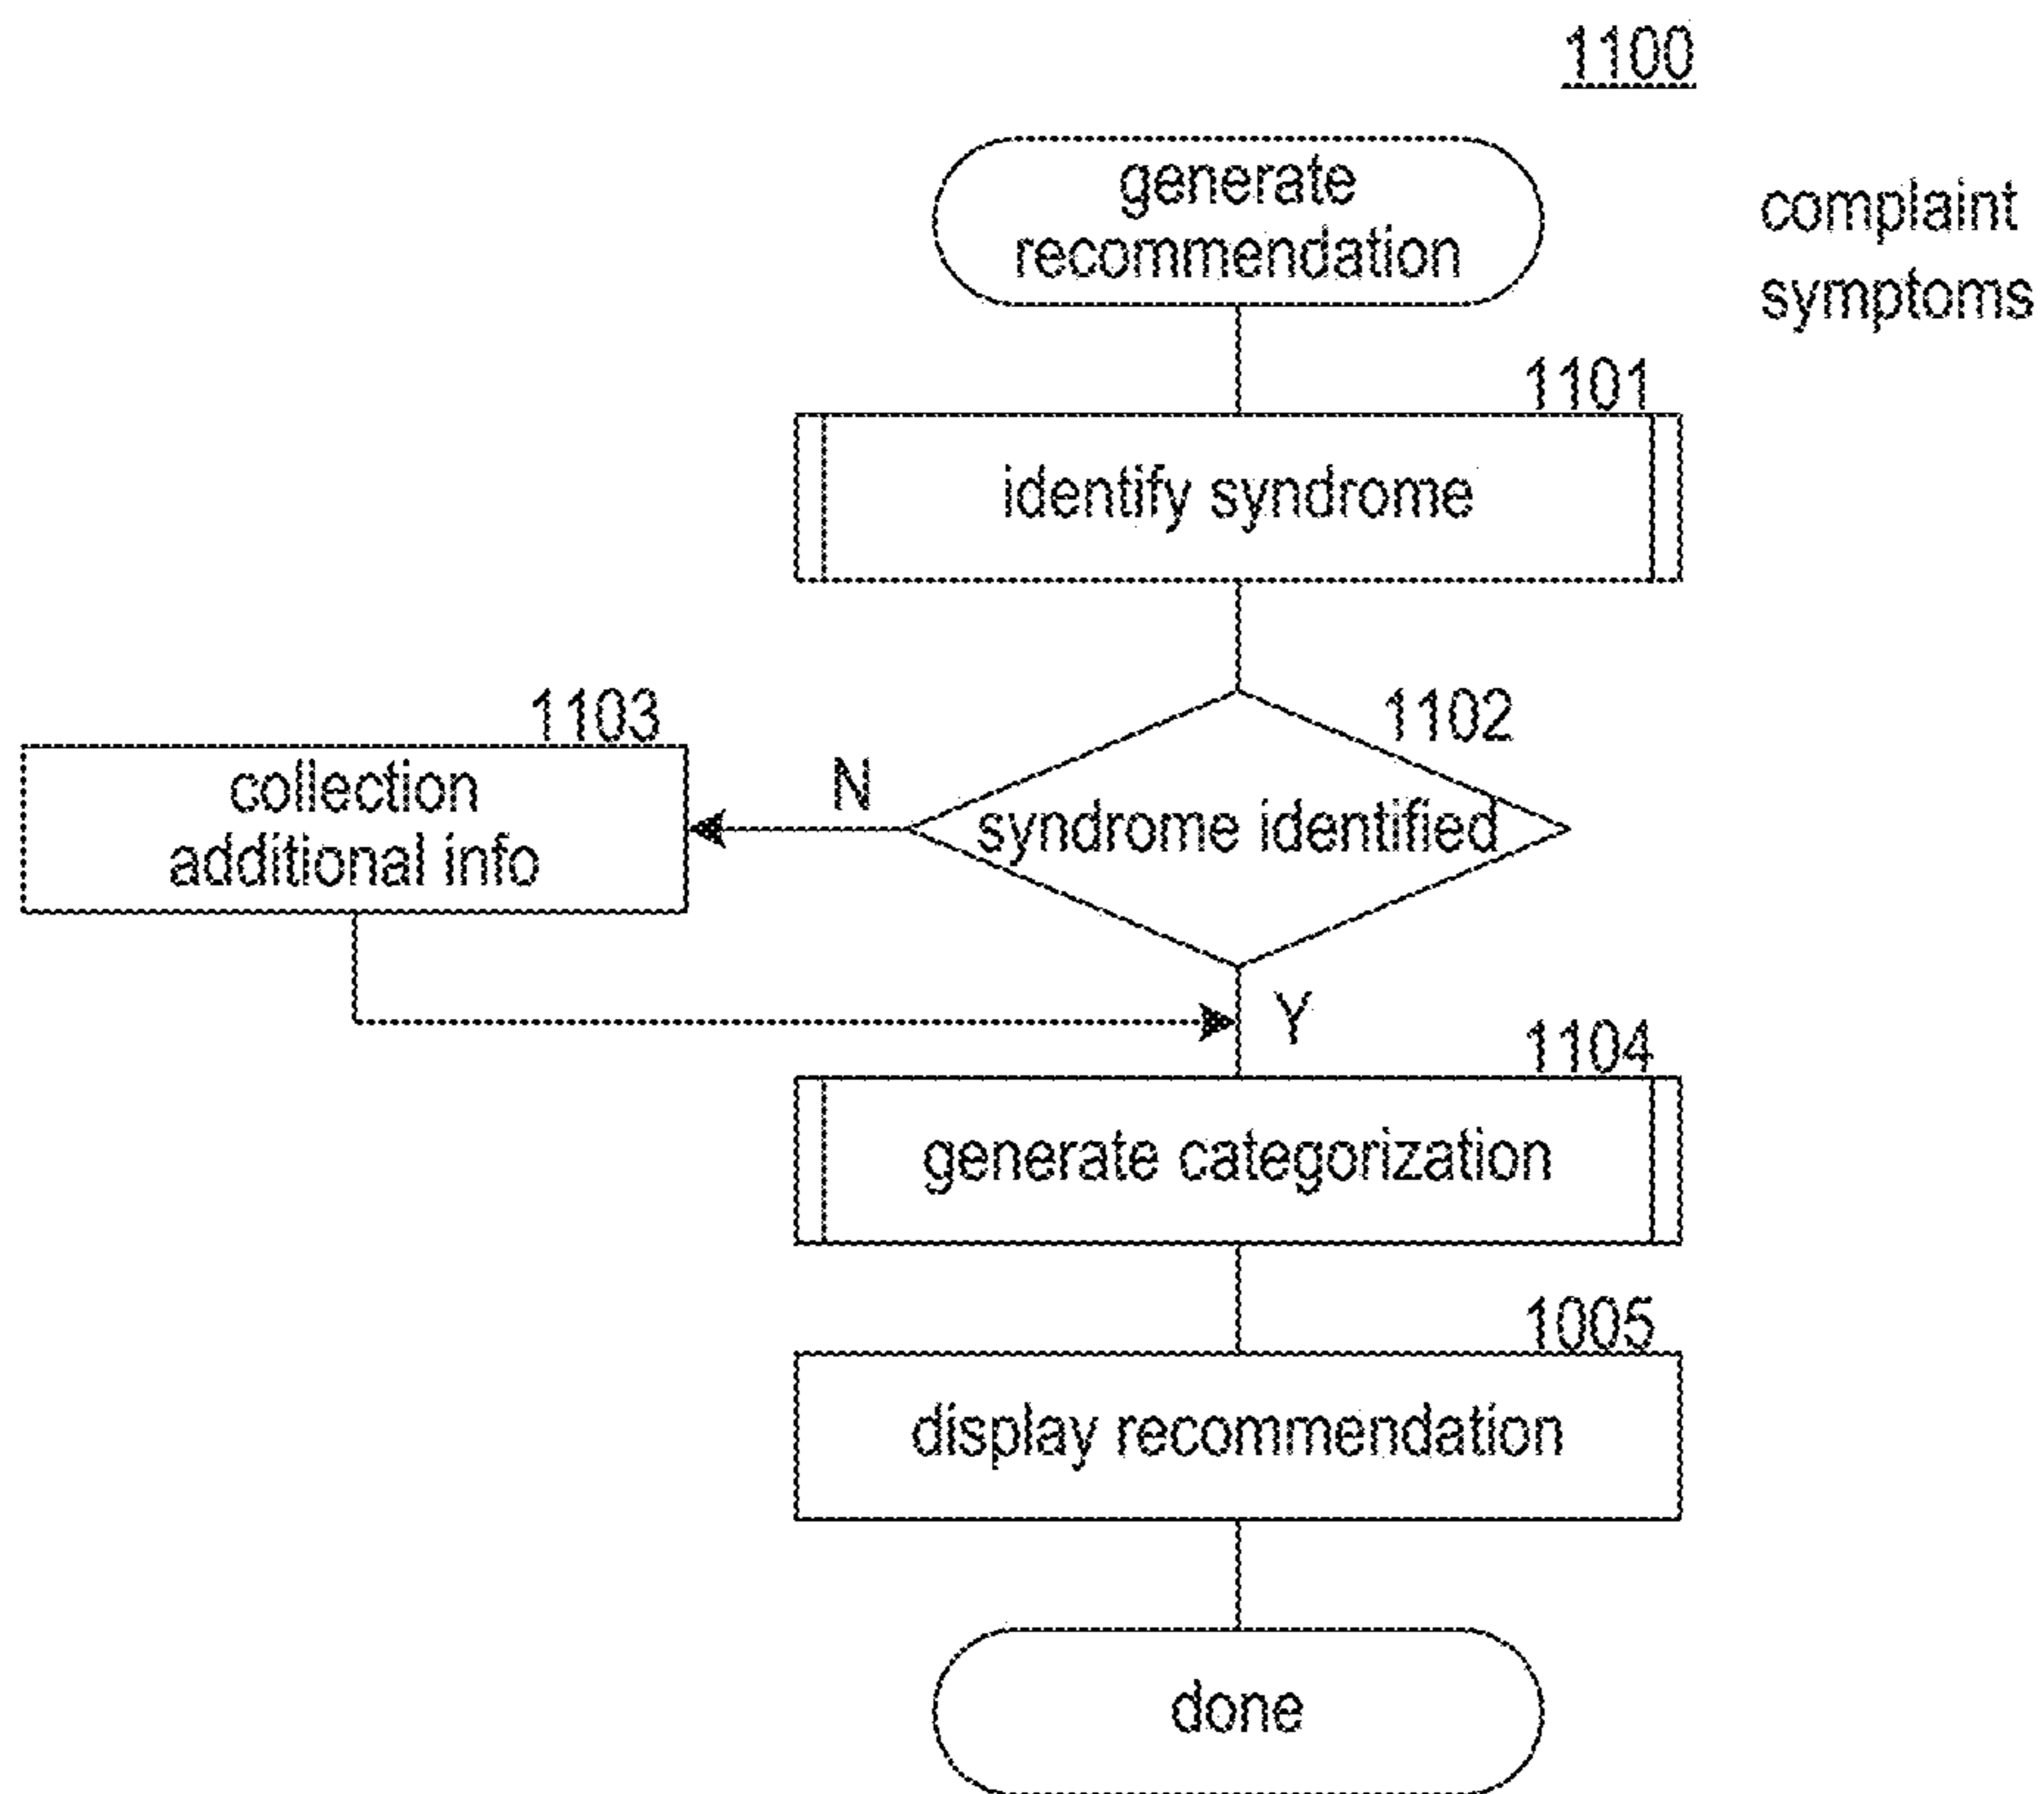 1100
generate
recommendation
complaint
symptoms
1101
identify syndrome
1102
syndrome identified
1103
N
collection
additional info
Y
1104
generate categorization
1005
display recommendation
done